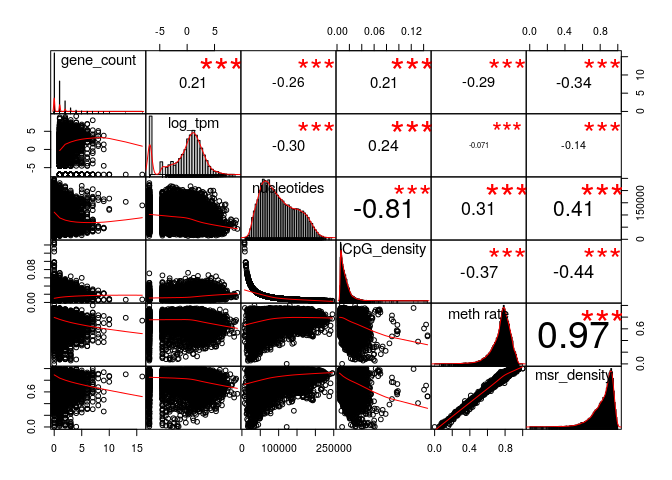 -5 0 5 0.00 0.06 0.12 0.0 0.4 0.8
gene_count *** 0.21 *** -0.26 *** 0.21 *** -0.29 *** -0.34 0 5 10 15
-5 0 5 log_tpm *** -0.30 *** 0.24 *** -0.071 *** -0.14
nucleotides *** -0.81 *** 0.31 *** 0.41 0 150000
0.00 0.08 CpG_density *** -0.37 *** -0.44
meth rate *** 0.97 0.0 0.4 0.8
0.0 0.6 msr_density
0 5 10 15 0 100000 250000 0.0 0.4 0.8